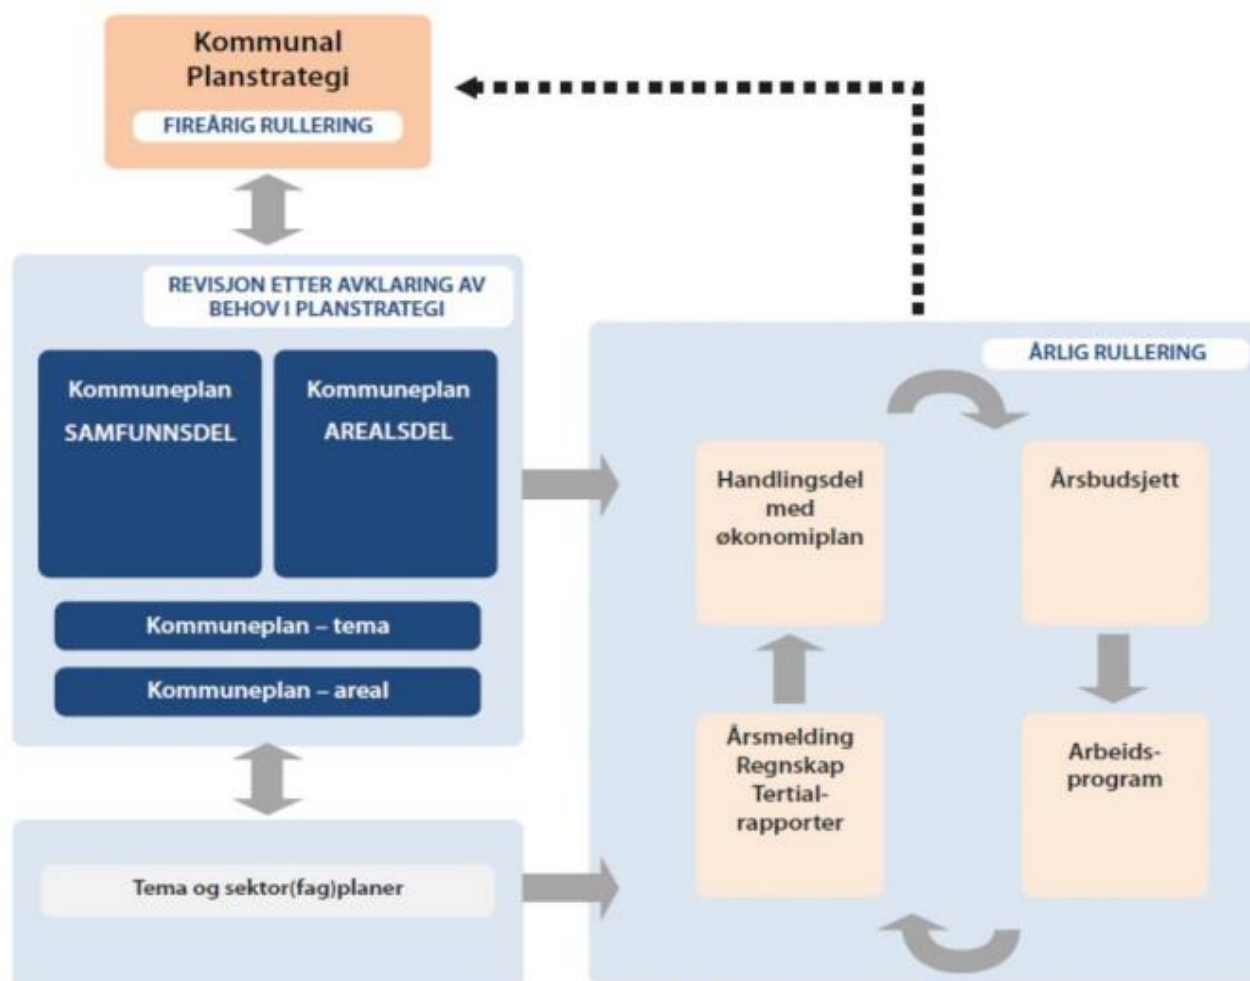 Kommunal
Planstrategi
FIREÅRIG RULLERING
REVISJON ETTER AVKLARING AV
BEHOV I PLANSTRATEGI
Kommuneplan
SAMFUNNSDEL
Kommuneplan
AREALSDEL
Kommuneplan – tema
Kommuneplan – areal
Tema og sektor(fag)planer
ÅRLIG RULLERING
Handlingsdel
med
økonomiplan
Årsbudsjett
Årsmelding
Regnskap
Tertial-
rapporter
Arbeids-
program